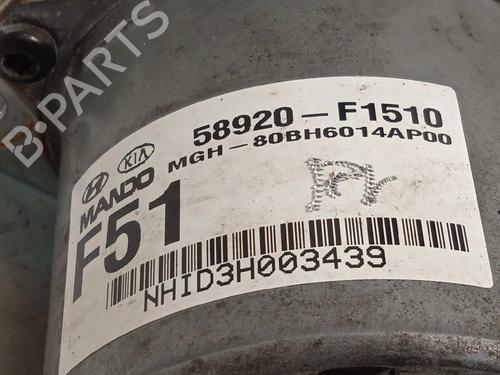 B-PARTS
58920-F1510
MGH-80BH6014AP00
KIA
MANDO
F51
NHID3H003439